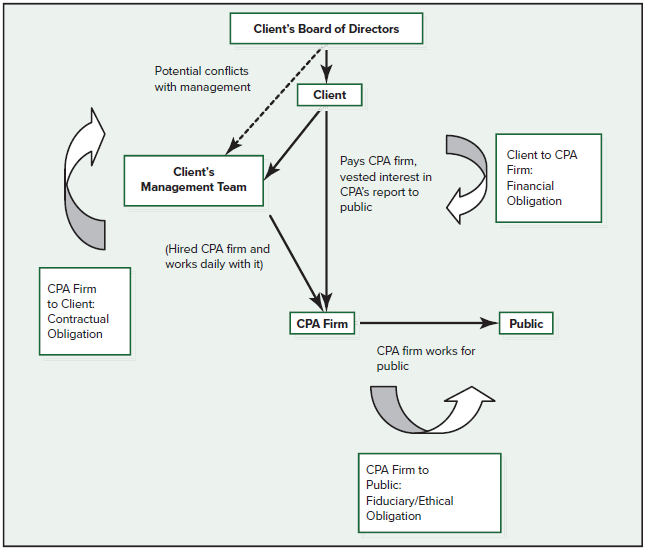 Client's Board of Directors
Potential conflicts
with management
Client
Client's
Management Team
Pays CPA firm,
vested interest in
CPA's report to
public
Client to CPA
Firm:
Financial
Obligation
(Hired CPA firm and
works daily with it)
CPA Firm
to Client:
Contractual
Obligation
CPA Firm
Public
CPA firm works for
public
CPA Firm to
Public:
Fiduciary/Ethical
Obligation